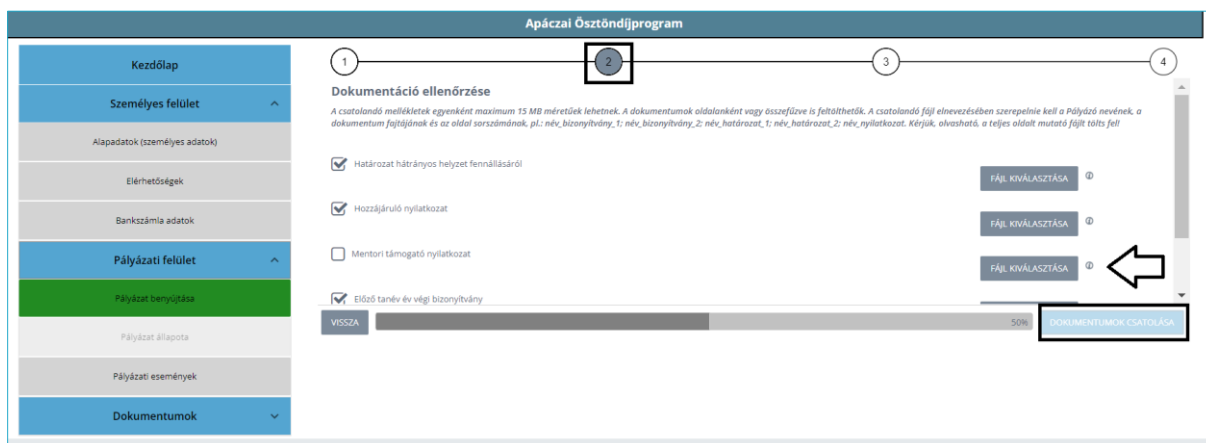 Apáczai Ösztöndíjprogram
Kezdőlap
Személyes felület
Alapadatok (személyes adatok)
Elérhetőségek
Bankszámla adatok
Pályázati felület
Pályázat benyújtása
Pályázat állapota
Pályázati események
Dokumentumok
1
2
3
4
Dokumentáció ellenőrzése
A csatolandó mellékletek egyenként maximum 15 MB méretűek lehetnek. A dokumentumok oldalanként vagy összefűzve is feltölthetők. A csatolandó fájl elnevezésében szerepelnie kell a Pályázó nevének, a
dokumentum fajtájának és az oldal sorszámának, pl.: név_bizonyítvány_1; név_bizonyítvány_2; név_határozat_1; név_határozat_2; név_nyilatkozat. Kérjük, olvasható, a teljes oldalt mutató fájlt tölts fel!
Határozat hátrányos helyzet fennállásáról
FÁJL KIVÁLASZTÁSA
Hozzájáruló nyilatkozat
FÁJL KIVÁLASZTÁSA
Mentori támogató nyilatkozat
FÁJL KIVÁLASZTÁSA
Előző tanév év végi bizonyítvány
VISSZA
50%
DOKUMENTUMOK CSATOLÁSA